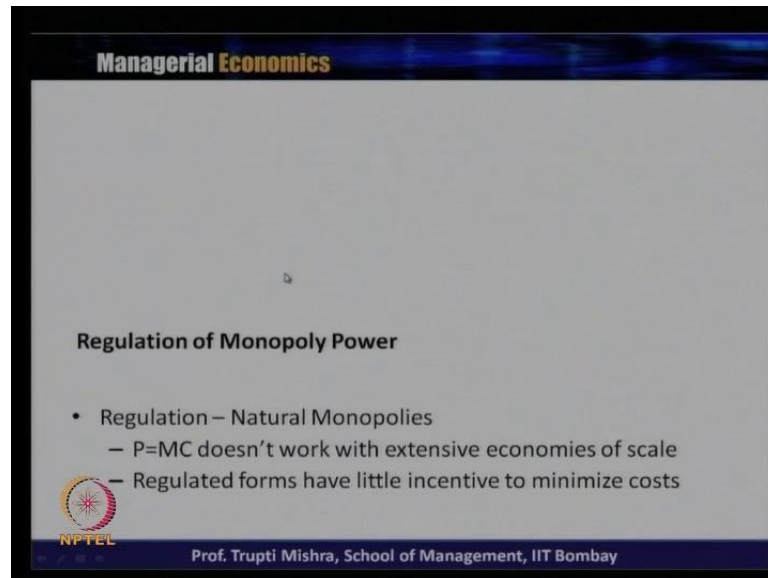 Managerial Economics
Regulation of Monopoly Power
• Regulation – Natural Monopolies
– P=MC doesn't work with extensive economies of scale
– Regulated forms have little incentive to minimize costs
NPTEL
Prof. Trupti Mishra, School of Management, IIT Bombay